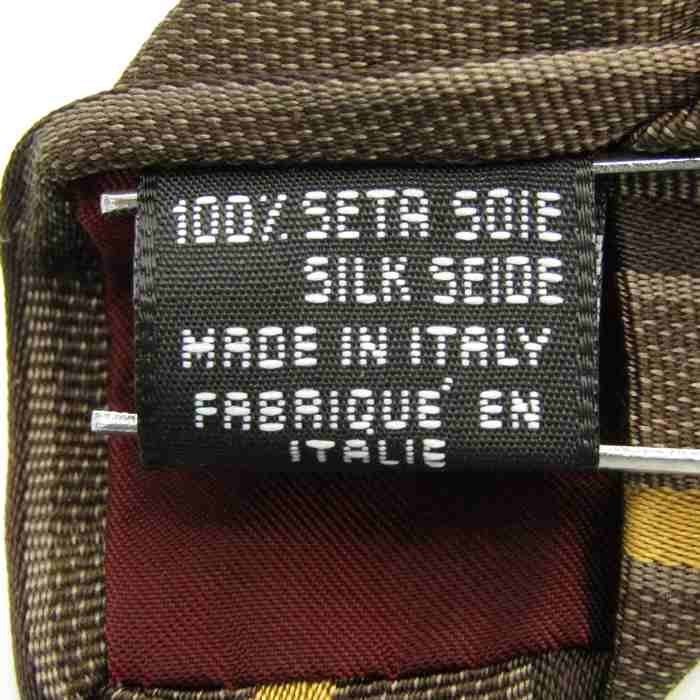 100% SETA SOIE
SILK SEIDE
MADE IN ITALY
FABRIQUÉ EN
ITALIE